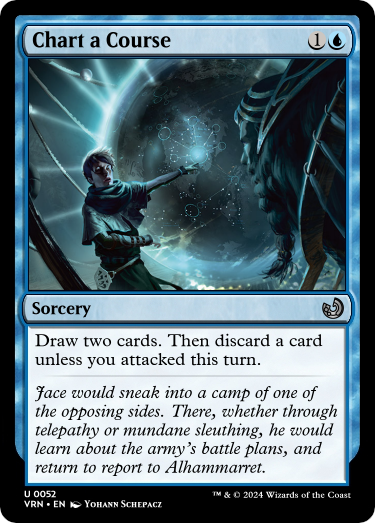 Chart a Course 1
Sorcery
Draw two cards. Then discard a card
unless you attacked this turn.
Jace would sneak into a camp of one of
the opposing sides. There, whether through
telepathy or mundane sleuthing, he would
learn about the army's battle plans, and
return to report to Alhammarret.
U 0052
VRN • EN Yohann Schepacz
™ & © 2024 Wizards of the Coast